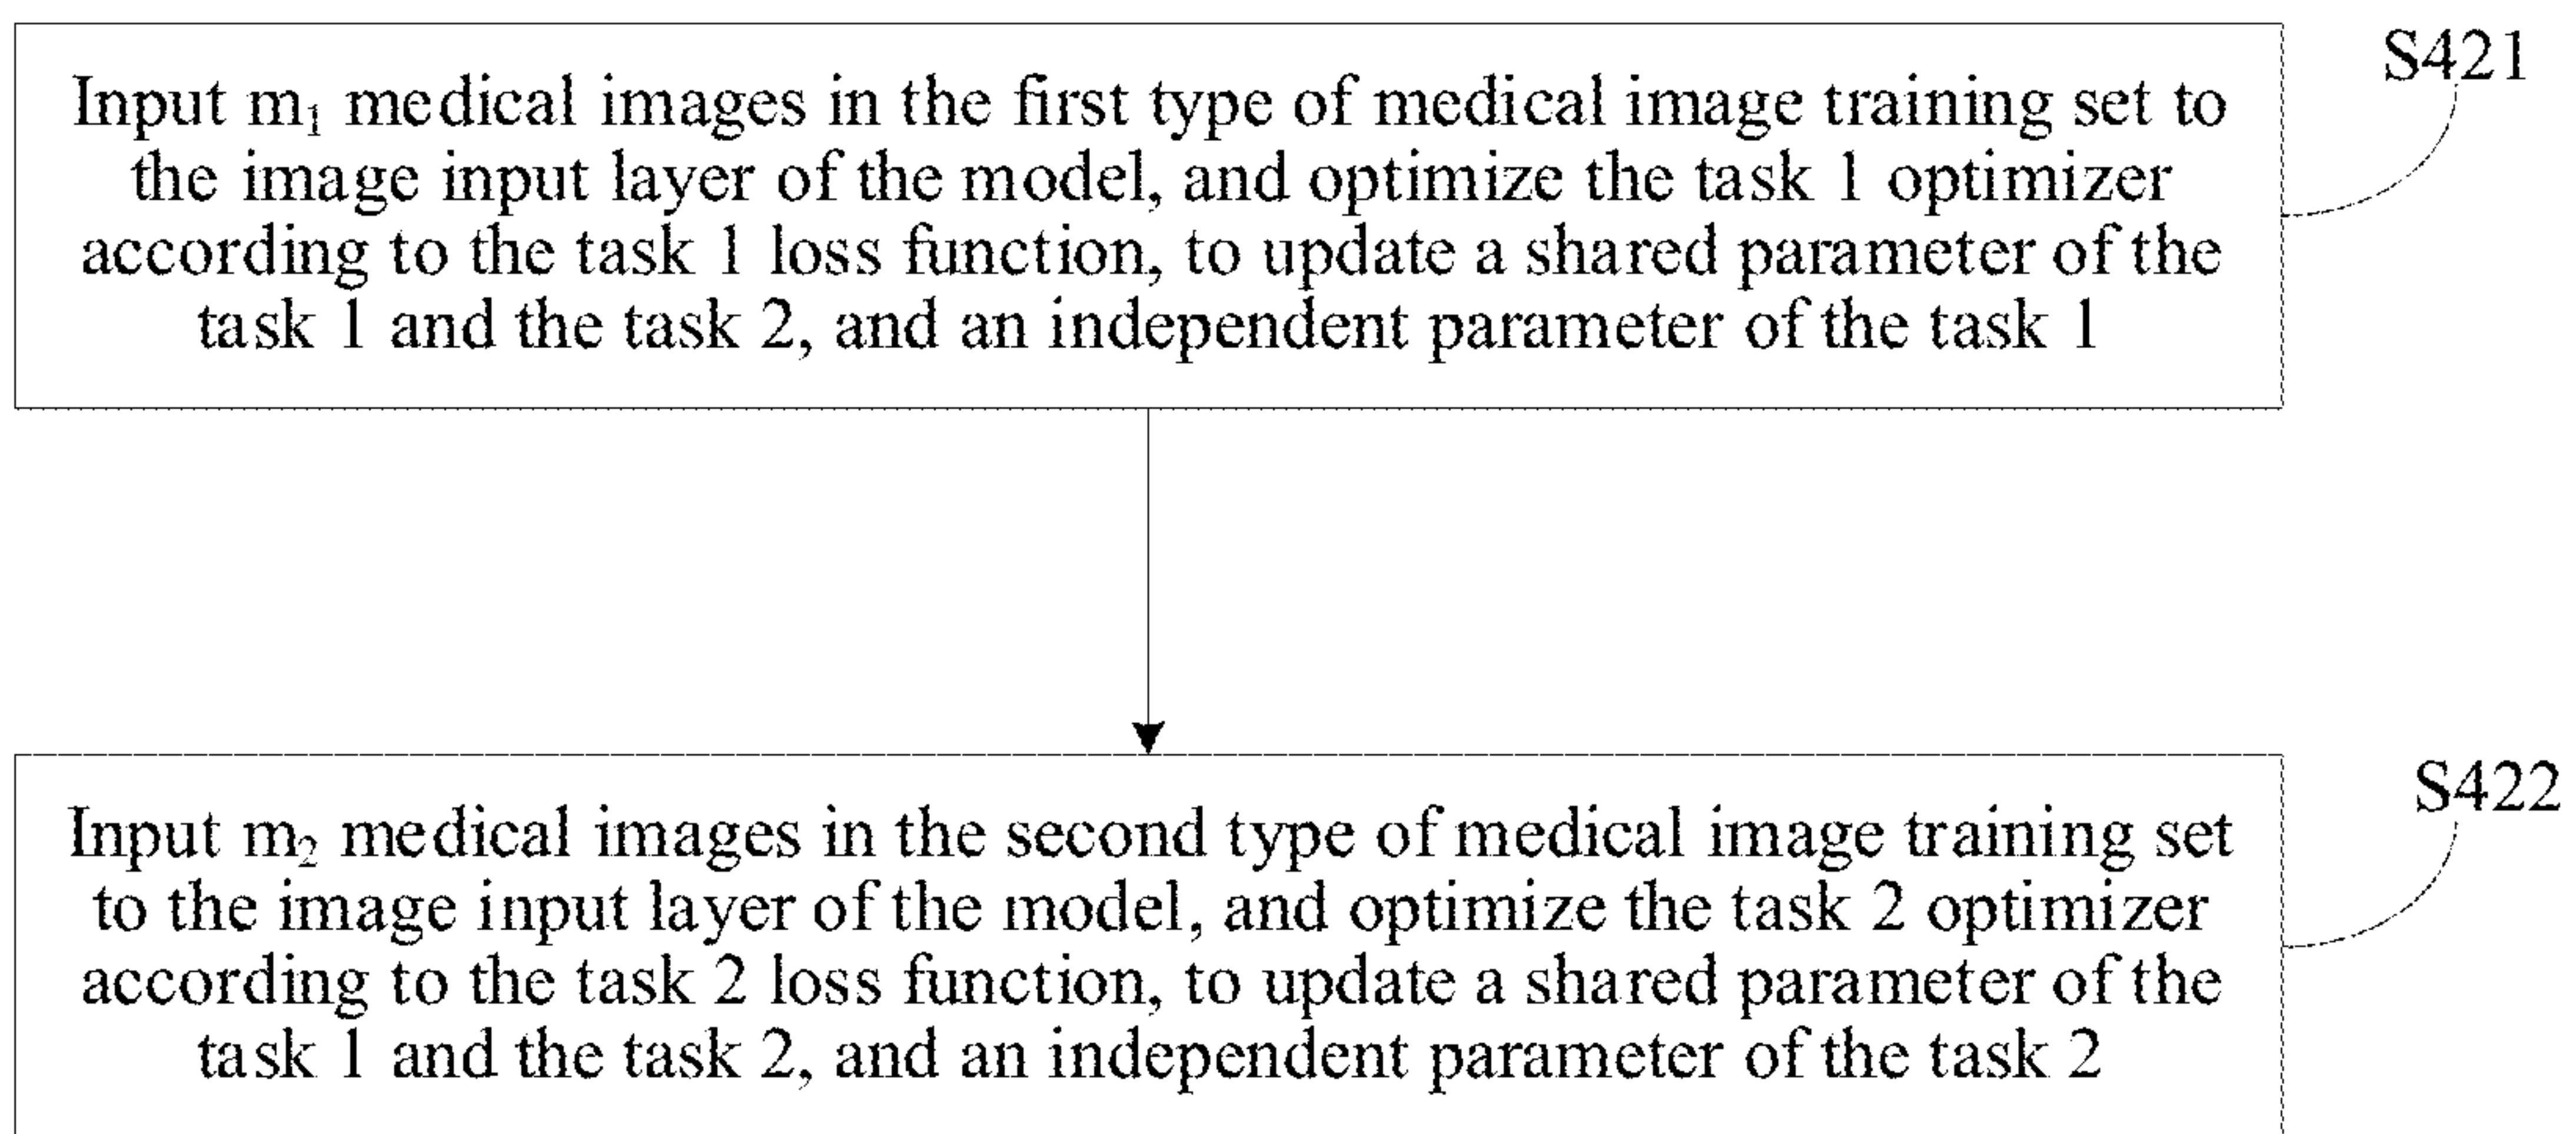 S421
Input m₁ medical images in the first type of medical image training set to
the image input layer of the model, and optimize the task 1 optimizer
according to the task 1 loss function, to update a shared parameter of the
task 1 and the task 2, and an independent parameter of the task 1
S422
Input m₂ medical images in the second type of medical image training set
to the image input layer of the model, and optimize the task 2 optimizer
according to the task 2 loss function, to update a shared parameter of the
task 1 and the task 2, and an independent parameter of the task 2